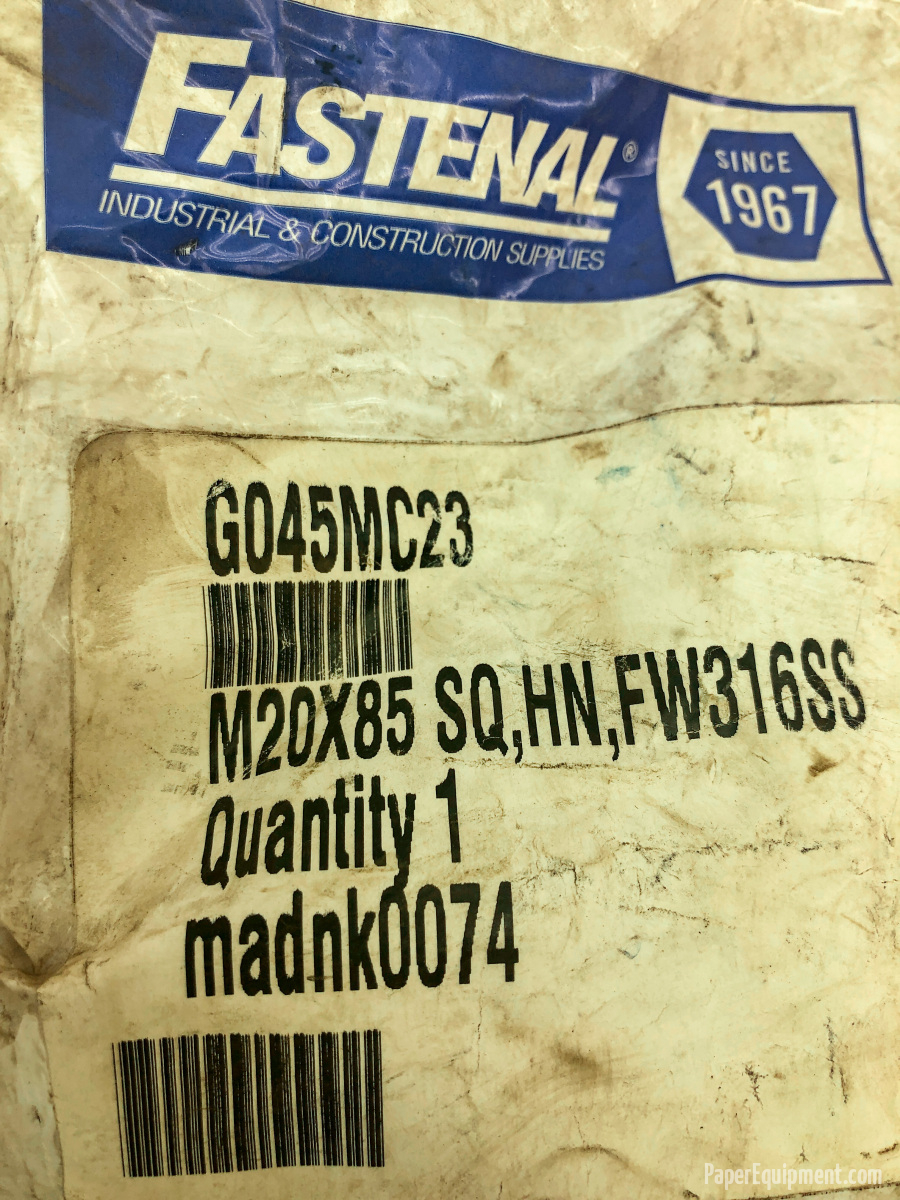 FASTENAL®
INDUSTRIAL & CONSTRUCTION SUPPLIES
SINCE
1967
G045MC23
M20X85 SQ,HN,FW316SS
Quantity 1
madnk0074
PaperEquipment.com